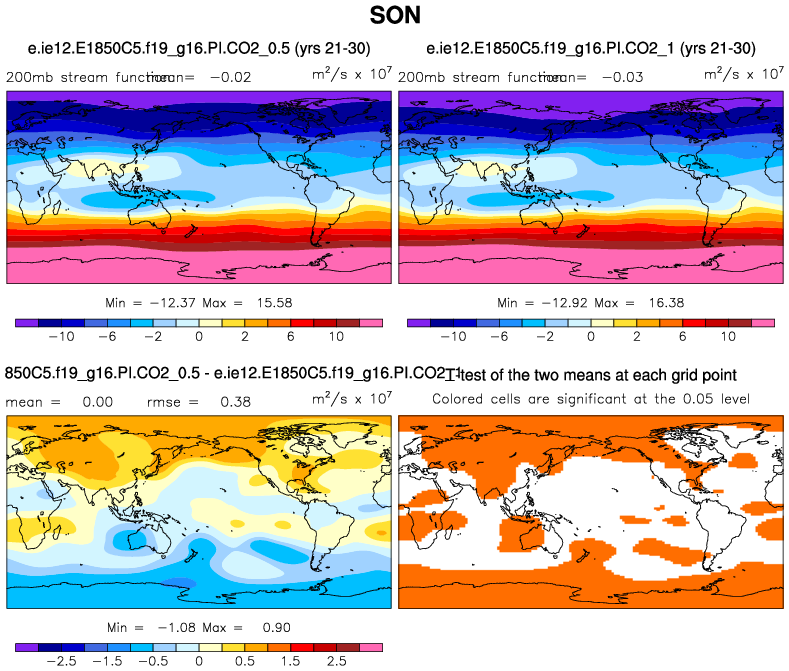 SON
e.ie12.E1850C5.f19_g16.PI.CO2_0.5 (yrs 21-30)
e.ie12.E1850C5.f19_g16.PI.CO2_1 (yrs 21-30)
200mb stream function mean= -0.02 m²/s x 10⁷
200mb stream function mean= -0.03 m²/s x 10⁷
Min = -12.37 Max = 15.58
Min = -12.92 Max = 16.38
-10 -6 -2 0 2 6 10
-10 -6 -2 0 2 6 10
850C5.f19_g16.PI.CO2_0.5 - e.ie12.E1850C5.f19_g16.PI.CO2_1
T-test of the two means at each grid point
mean = 0.00 rmse = 0.38 m²/s x 10⁷
Colored cells are significant at the 0.05 level
Min = -1.08 Max = 0.90
-2.5 -1.5 -0.5 0 0.5 1.5 2.5